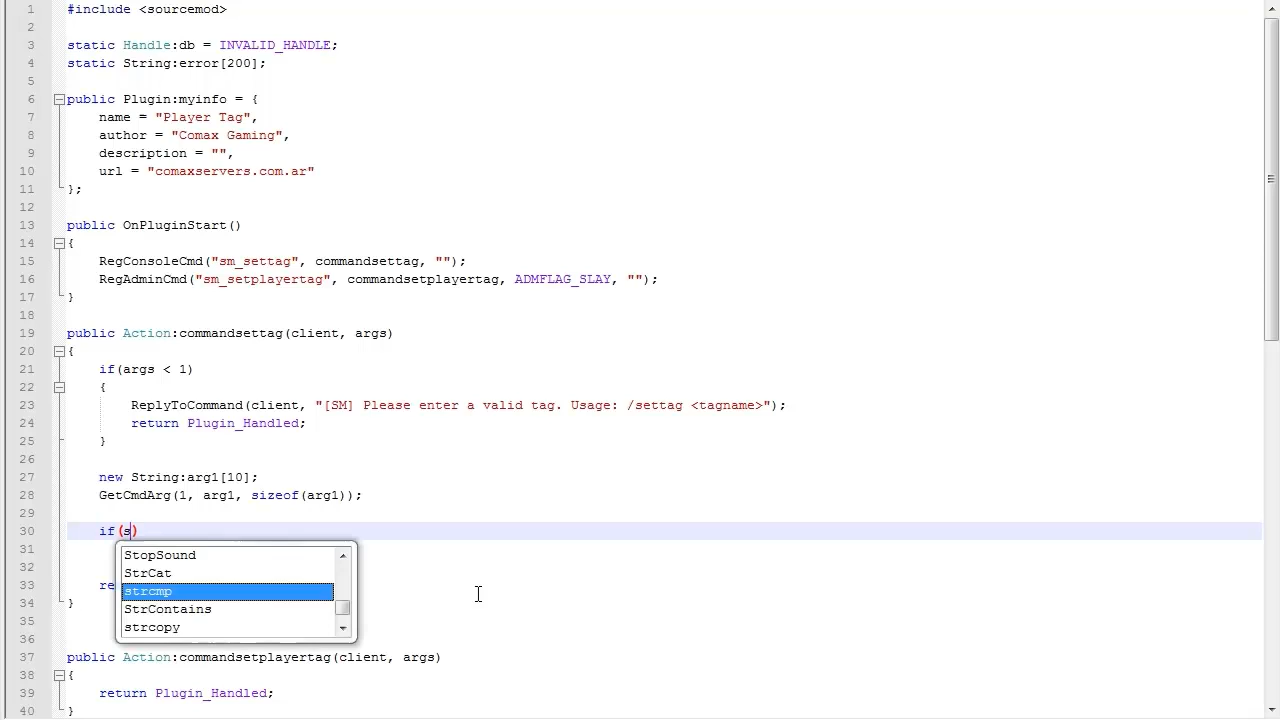 1 #include <sourcemod>
2
3 static Handle:db = INVALID_HANDLE;
4 static String:error[200];
5
6 public Plugin:myinfo = {
7 name = "Player Tag",
8 author = "Comax Gaming",
9 description = "",
10 url = "comaxservers.com.ar"
11 };
12
13 public OnPluginStart()
14 {
15 RegConsoleCmd("sm_settag", commandsettag, "");
16 RegAdminCmd("sm_setplayertag", commandsetplayertag, ADMFLAG_SLAY, "");
17 }
18
19 public Action:commandsettag(client, args)
20 {
21 if(args < 1)
22 {
23 ReplyToCommand(client, "[SM] Please enter a valid tag. Usage: /settag <tagname>");
24 return Plugin_Handled;
25 }
26
27 new String:arg1[10];
28 GetCmdArg(1, arg1, sizeof(arg1));
29
30 if(s)
31 StopSound
32 StrCat
strcmp
33 re
34 } StrContains
35 strcopy
36
37 public Action:commandsetplayertag(client, args)
38 {
39 return Plugin_Handled;
40 }